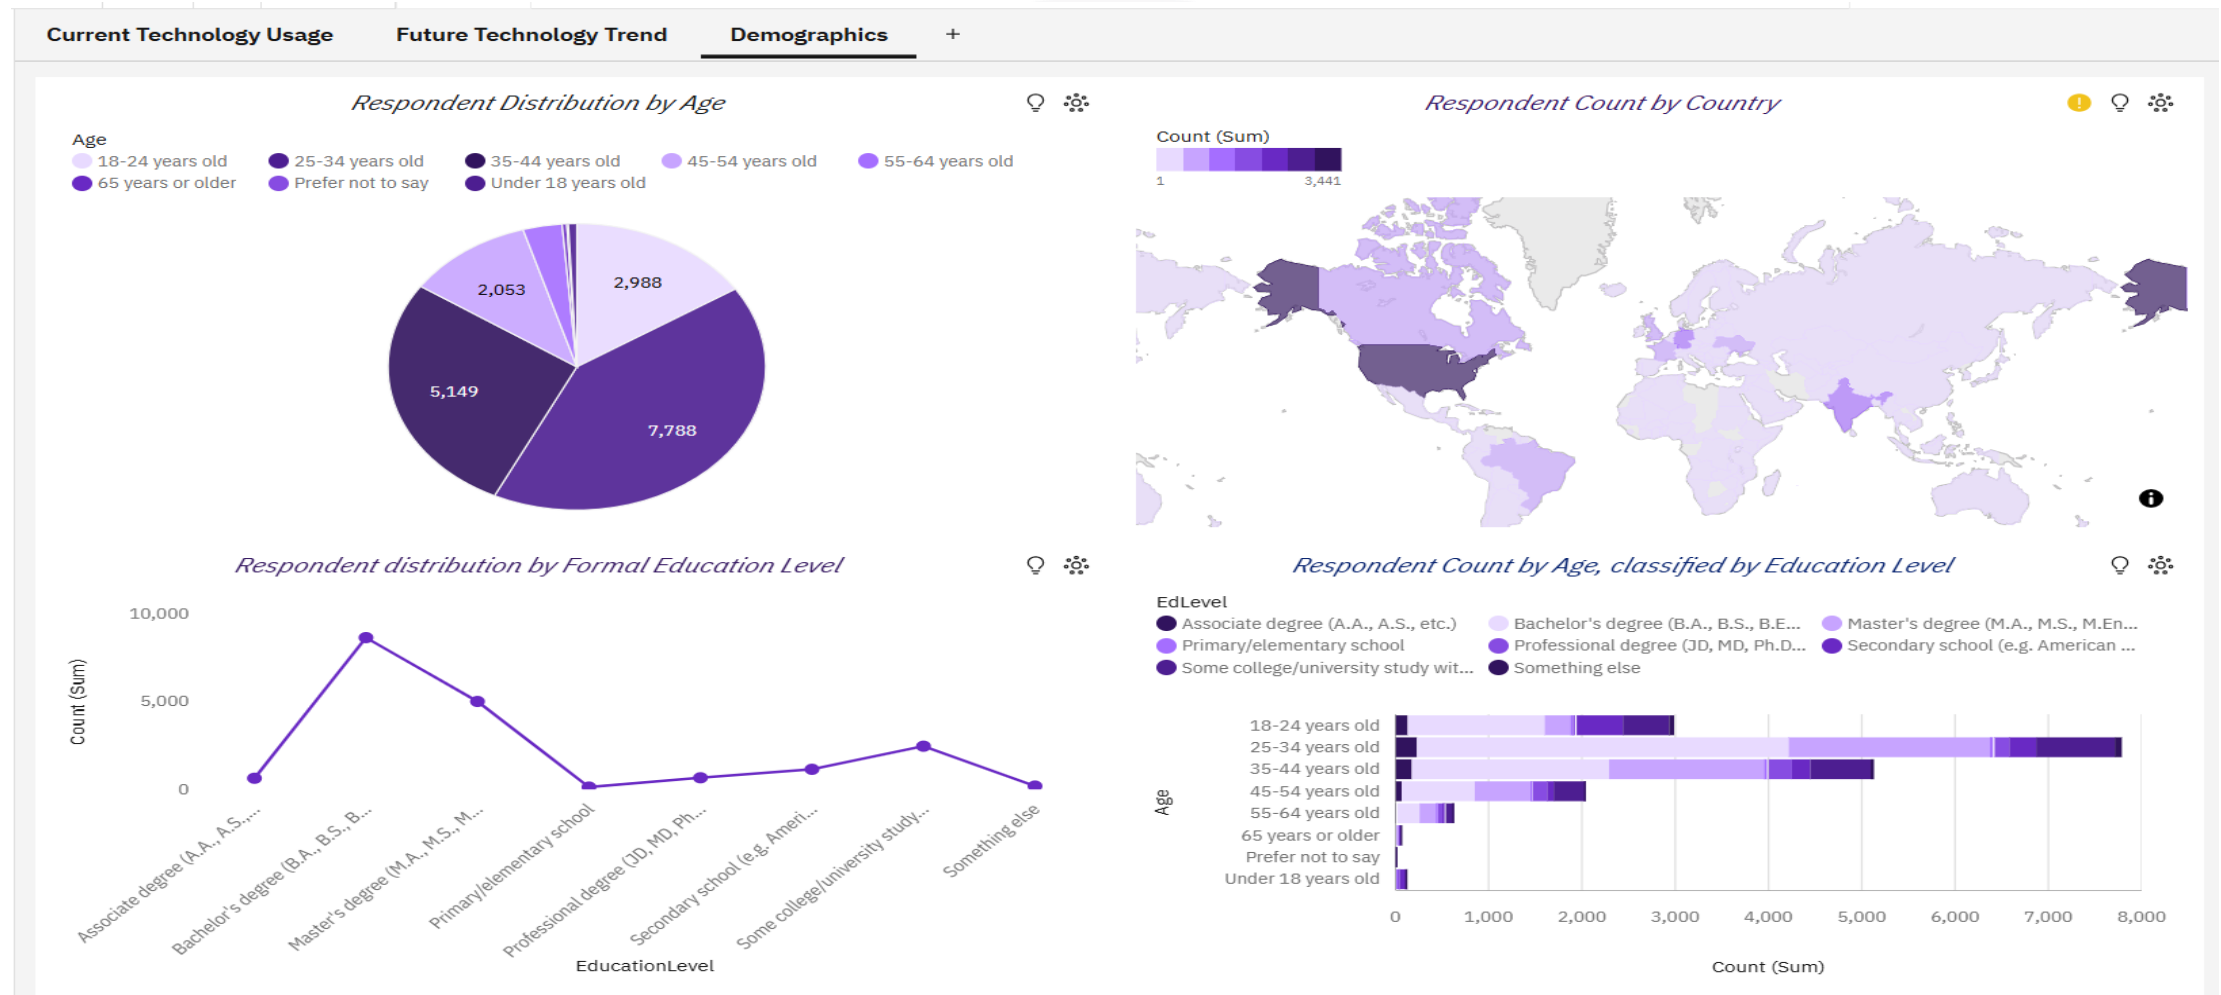 Current Technology Usage Future Technology Trend Demographics +
Respondent Distribution by Age
Age
18-24 years old 25-34 years old 35-44 years old 45-54 years old 55-64 years old
65 years or older Prefer not to say Under 18 years old
2,988
2,053
5,149
7,788
Respondent Count by Country
Count (Sum)
1 3,441
Respondent distribution by Formal Education Level
10,000
5,000
0
Count (Sum)
Associate degree (A.A., A.S.,...
Bachelor's degree (B.A., B.S., B...
Master's degree (M.A., M.S., M...
Primary/elementary school
Professional degree (JD, MD, Ph...
Secondary school (e.g. Ameri...
Some college/university study...
Something else
EducationLevel
Respondent Count by Age, classified by Education Level
EdLevel
Associate degree (A.A., A.S., etc.) Bachelor's degree (B.A., B.S., B.E... Master's degree (M.A., M.S., M.En...
Primary/elementary school Professional degree (JD, MD, Ph.D... Secondary school (e.g. American ...
Some college/university study wit... Something else
Age
18-24 years old
25-34 years old
35-44 years old
45-54 years old
55-64 years old
65 years or older
Prefer not to say
Under 18 years old
0 1,000 2,000 3,000 4,000 5,000 6,000 7,000 8,000
Count (Sum)